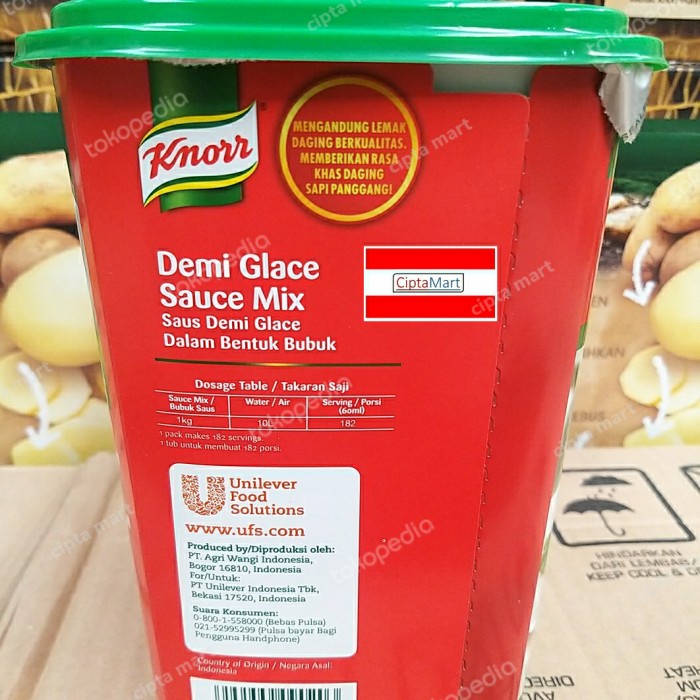 Knorr
MENGANDUNG LEMAK
DAGING BERKUALITAS.
MEMBERIKAN RASA
KHAS DAGING
SAPI PANGGANG!
Demi Glace
Sauce Mix
Saus Demi Glace
Dalam Bentuk Bubuk
CiptaMart
Dosage Table / Takaran Saji
Sauce Mix / Bubuk Saus | Water / Air | Serving / Porsi (60ml)
1kg | 10L | 182
1 pack makes 182 servings.
1 tub untuk membuat 182 porsi.
Unilever
Food
Solutions
www.ufs.com
Produced by/Diproduksi oleh:
PT. Agri Wangi Indonesia,
Bogor 16810, Indonesia
For/Untuk:
PT Unilever Indonesia Tbk,
Bekasi 17520, Indonesia
Suara Konsumen:
0-800-1-558000 (Bebas Pulsa)
021-52995299 (Pulsa bayar Bagi
Pengguna Handphone)
Country of Origin / Negara Asal:
Indonesia
HINDARKAN
DARI LEMBAB/
KEEP COOL &
tokopedia
cipta mart